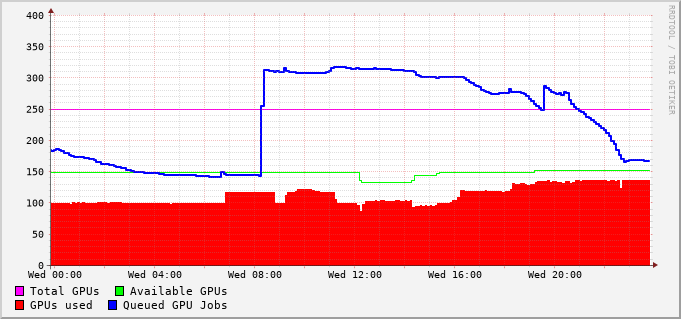 RRDTOOL / TOBI OETIKER
400
350
300
250
200
150
100
50
0
Wed 00:00 Wed 04:00 Wed 08:00 Wed 12:00 Wed 16:00 Wed 20:00
Total GPUs Available GPUs
GPUs used Queued GPU Jobs